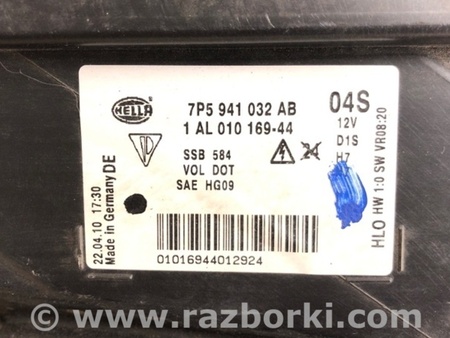 HELLA
7P5 941 032 AB
1 AL 010 169-44
04S
12V
D1S
H7
SSB 584
VOL DOT
SAE HG09
22.04.10 17:30
Made in Germany DE
HLO HW 1:0 SW VR08:20
01016944012924
© www.razborki.com